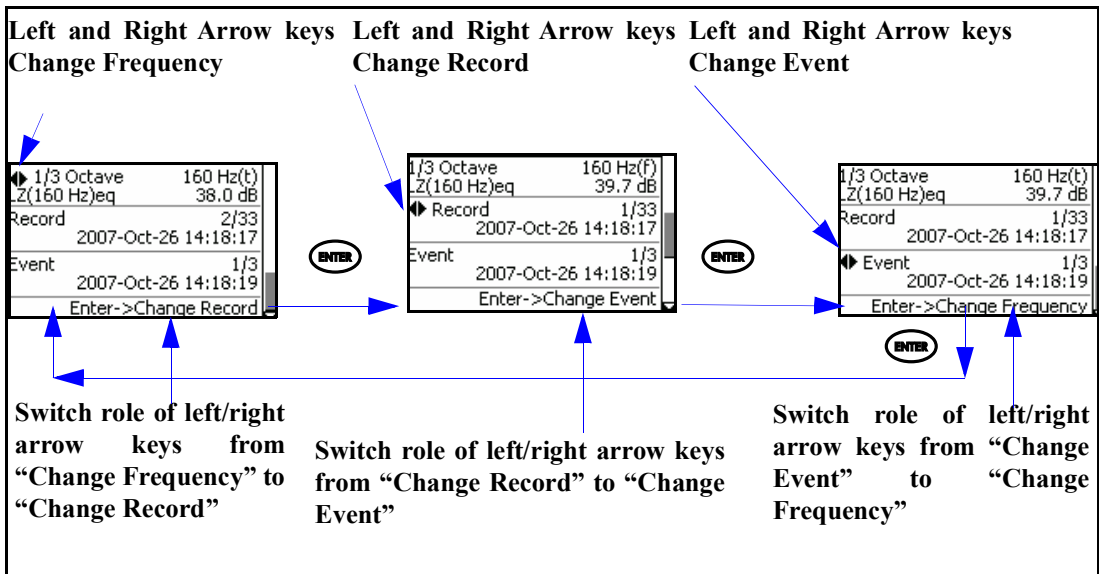 Left and Right Arrow keys
Change Frequency
Left and Right Arrow keys
Change Record
Left and Right Arrow keys
Change Event
1/3 Octave 160 Hz(t)
LZ(160 Hz)eq 38.0 dB
Record 2/33
2007-Oct-26 14:18:17
Event 1/3
2007-Oct-26 14:18:19
Enter->Change Record
ENTER
1/3 Octave 160 Hz(f)
LZ(160 Hz)eq 39.7 dB
Record 1/33
2007-Oct-26 14:18:17
Event 1/3
2007-Oct-26 14:18:19
Enter->Change Event
ENTER
1/3 Octave 160 Hz(t)
LZ(160 Hz)eq 39.7 dB
Record 1/33
2007-Oct-26 14:18:17
Event 1/3
2007-Oct-26 14:18:19
Enter->Change Frequency
ENTER
Switch role of left/right
arrow keys from
“Change Frequency” to
“Change Record”
Switch role of left/right arrow keys
from “Change Record” to “Change
Event”
Switch role of left/right
arrow keys from “Change
Event” to “Change
Frequency”